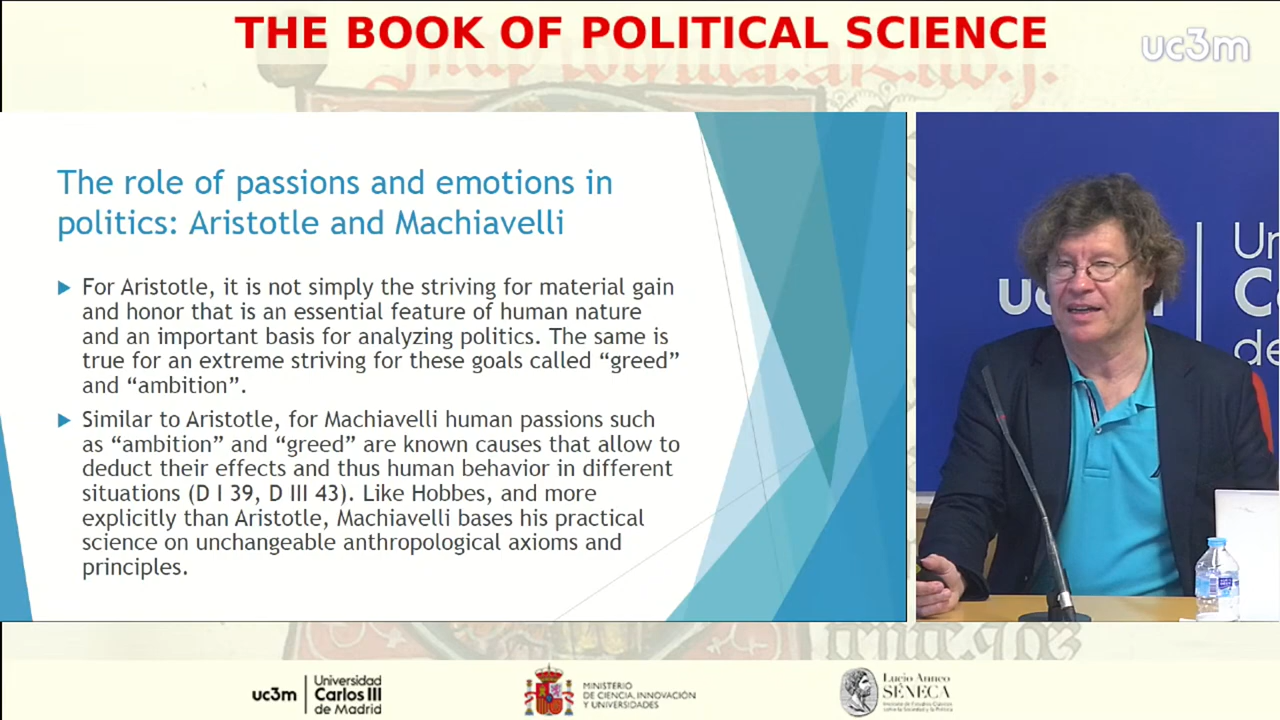 THE BOOK OF POLITICAL SCIENCE
uc3m
The role of passions and emotions in
politics: Aristotle and Machiavelli
For Aristotle, it is not simply the striving for material gain
and honor that is an essential feature of human nature
and an important basis for analyzing politics. The same is
true for an extreme striving for these goals called “greed”
and “ambition”.
Similar to Aristotle, for Machiavelli human passions such
as “ambition” and “greed” are known causes that allow to
deduct their effects and thus human behavior in different
situations (D I 39, D III 43). Like Hobbes, and more
explicitly than Aristotle, Machiavelli bases his practical
science on unchangeable anthropological axioms and
principles.
uc3m
Universidad
Carlos III
de Madrid
MINISTERIO
DE CIENCIA, INNOVACIÓN
Y UNIVERSIDADES
Lucio Anneo
SÉNECA